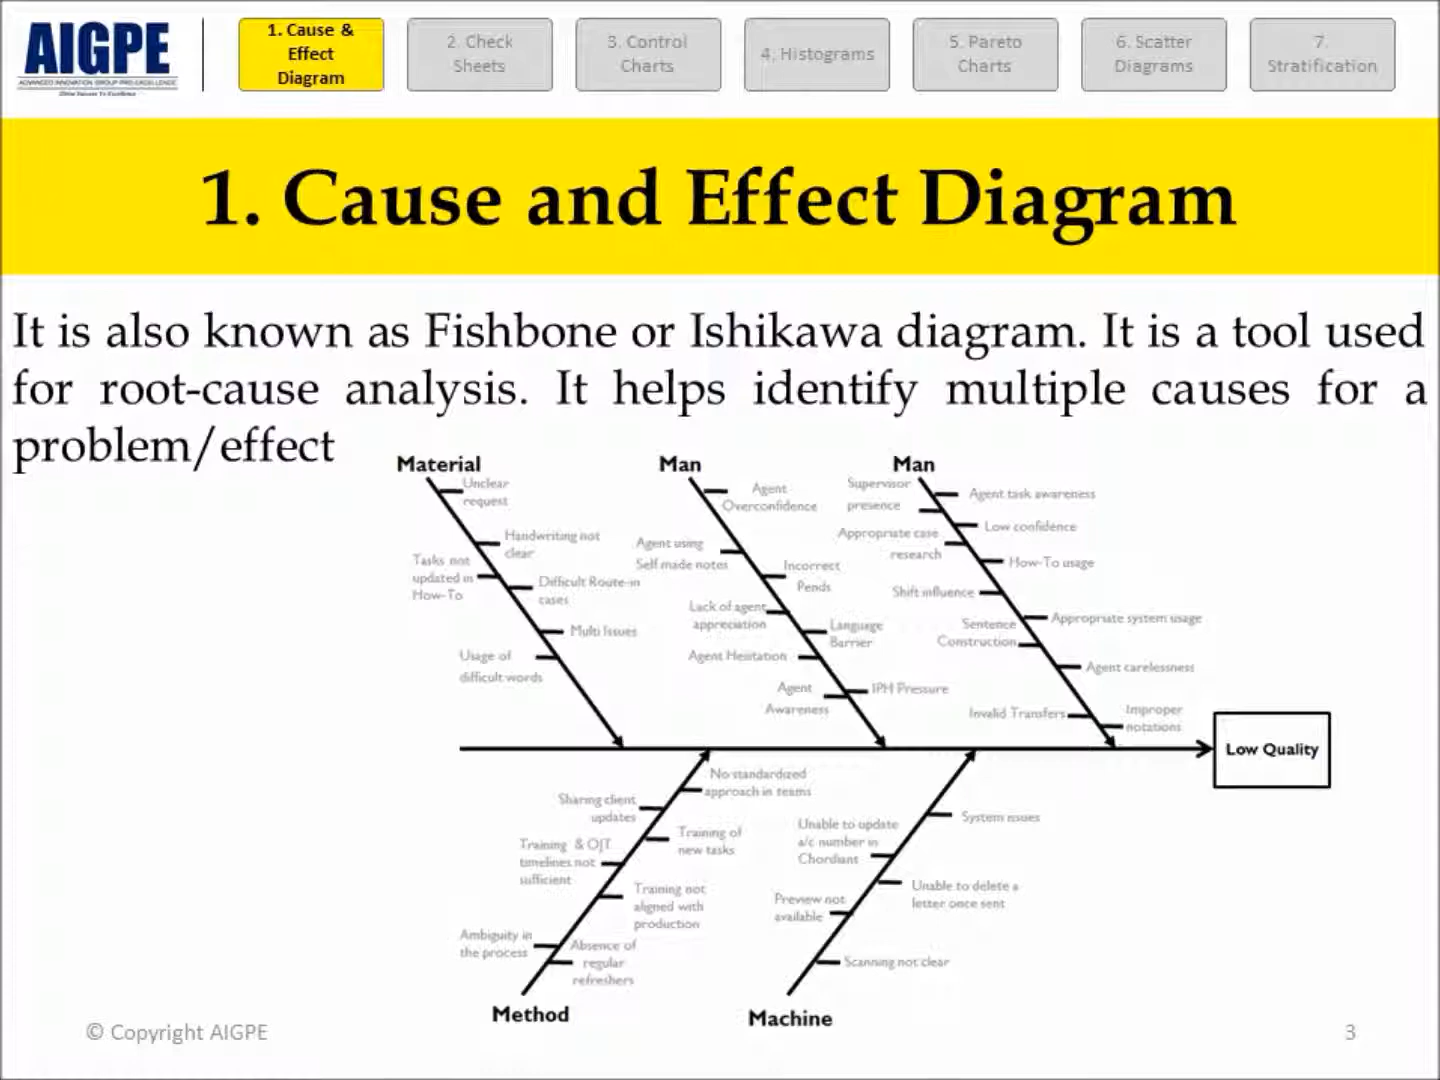 AIGPE
ADVANCED INNOVATION GROUP PRO EXCELLENCE
1. Cause &
Effect
Diagram
2. Check
Sheets
3. Control
Charts
4. Histograms
5. Pareto
Charts
6. Scatter
Diagrams
7.
Stratification
1. Cause and Effect Diagram
It is also known as Fishbone or Ishikawa diagram. It is a tool used
for root-cause analysis. It helps identify multiple causes for a
problem/effect
Material
Unclear
request
Handwriting not
clear
Tasks not
updated in
How-To
Difficult Route-in
cases
Multi Issues
Usage of
difficult words
Man
Agent
Overconfidence
Agent using
Self made notes
Incorrect
Pends
Lack of agent
appreciation
Language
Barrier
Agent Hesitation
Agent
Awareness
IPH Pressure
Man
Supervisor
presence
Agent task awareness
Low confidence
Appropriate case
research
How-To usage
Shift influence
Appropriate system usage
Sentence
Construction
Agent carelessness
Invalid Transfers
Improper
notations
Low Quality
No standardized
approach in teams
Sharing client
updates
Training of
new tasks
Training & OJT
timelines not
sufficient
Training not
aligned with
production
Ambiguity in
the process
Absence of
regular
refreshers
Method
System issues
Unable to update
a/c number in
Chordiant
Unable to delete a
letter once sent
Preview not
available
Scanning not clear
Machine
© Copyright AIGPE
3